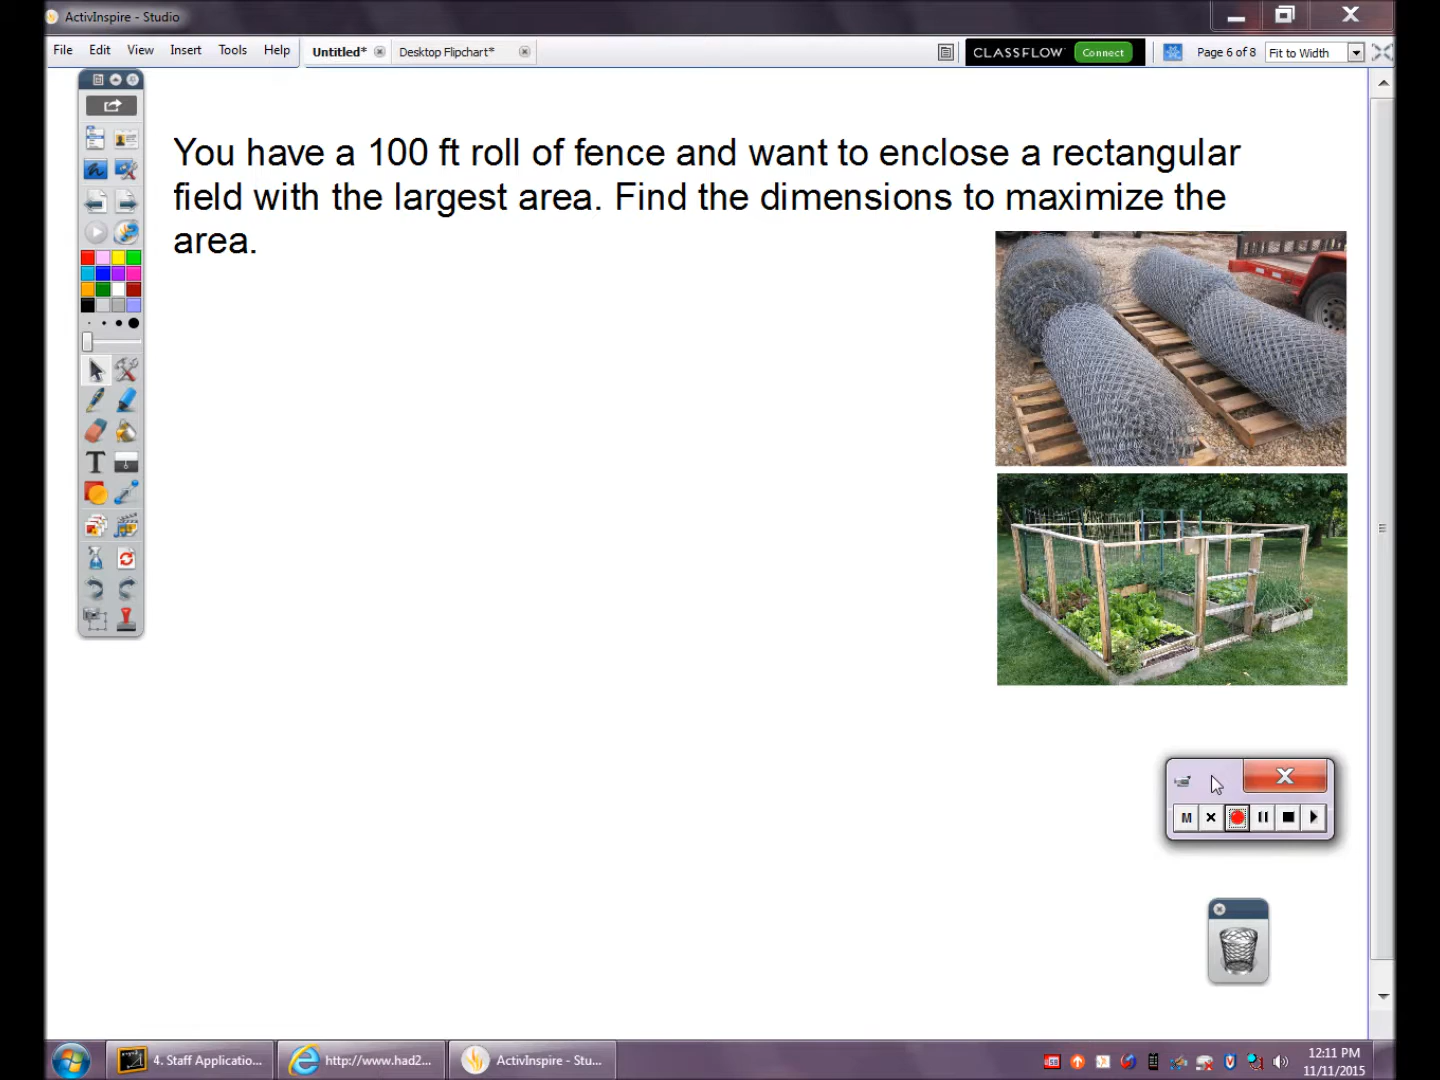 ActivInspire - Studio
File Edit View Insert Tools Help Untitled* Desktop Flipchart* CLASSFLOW Connect Page 6 of 8 Fit to Width
You have a 100 ft roll of fence and want to enclose a rectangular
field with the largest area. Find the dimensions to maximize the
area.
M
4. Staff Applicatio... http://www.had2... ActivInspire - Stu... 12:11 PM
11/11/2015